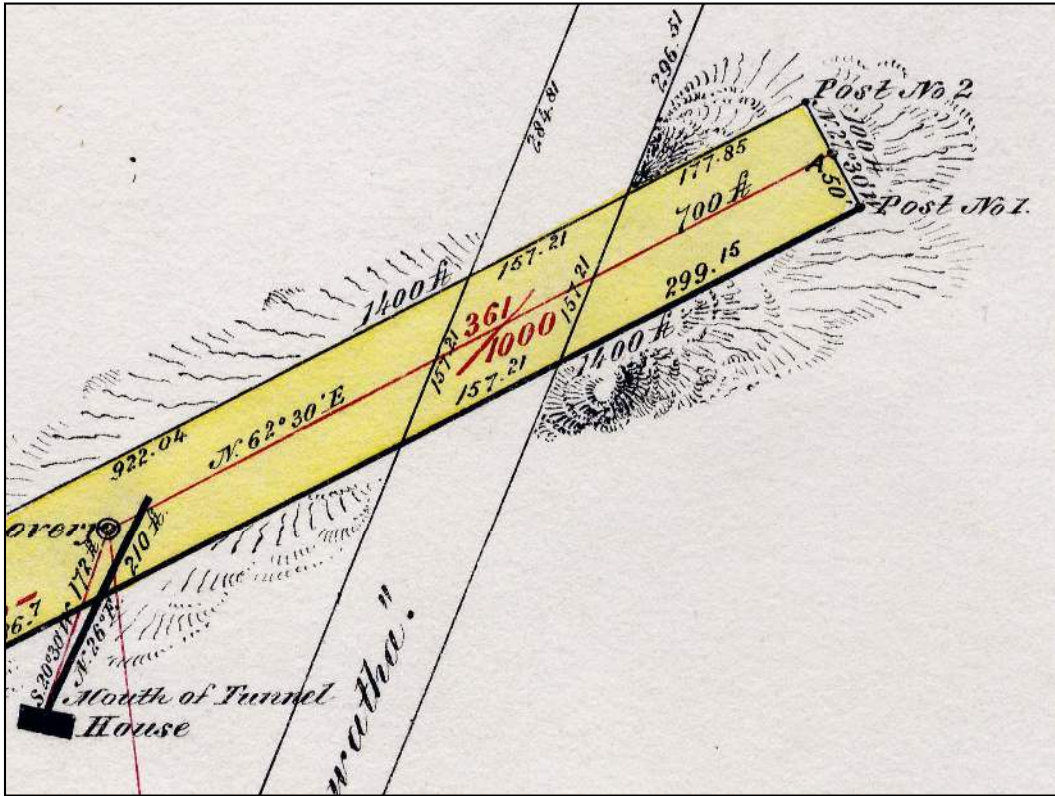 284.81
296.51
Post No 2
100 ft
N. 27°30'W
A 50'
Post No 1.
177.85
700 ft
299.15
157.21
1400 ft
157.21
157.21
361
1000
157.21
1400 ft
N. 62°30'E
922.04
overy
172 ft
210 ft
S. 20°30'W
N. 26° E.
6.7
Mouth of Tunnel
House
watha."